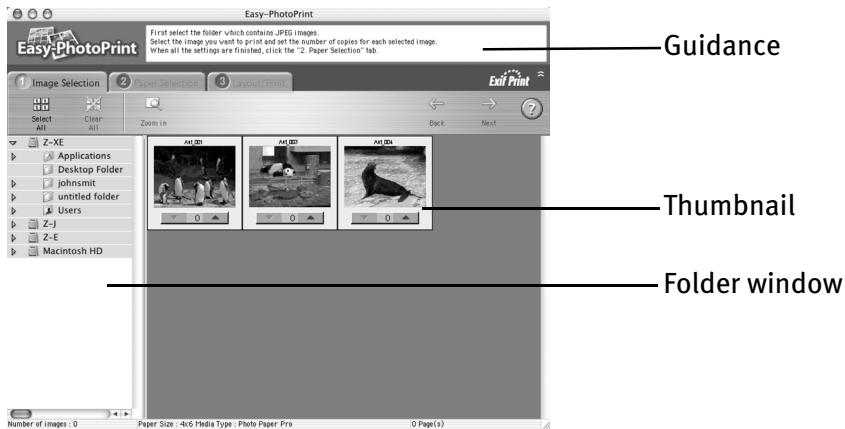 Easy-PhotoPrint
Easy-PhotoPrint
First select the folder which contains JPEG images.
Select the image you want to print and set the number of copies for each selected image.
When all the settings are finished, click the "2. Paper Selection" tab.
Guidance
1 Image Selection
2 Paper Selection
3 Layout/Print
Exif Print
Select All
Clear All
Zoom in
Back
Next
?
Z-XE
Applications
Desktop Folder
johnsmit
untitled folder
Users
Z-J
Z-E
Macintosh HD
0
0
0
Thumbnail
Folder window
Number of images : 0
Paper Size : 4x6 Media Type : Photo Paper Pro
0 Page(s)